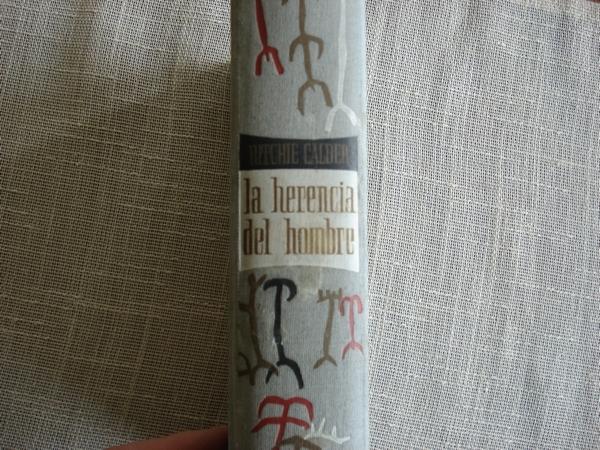 RITCHIE CALDER
la herencia
del hombre